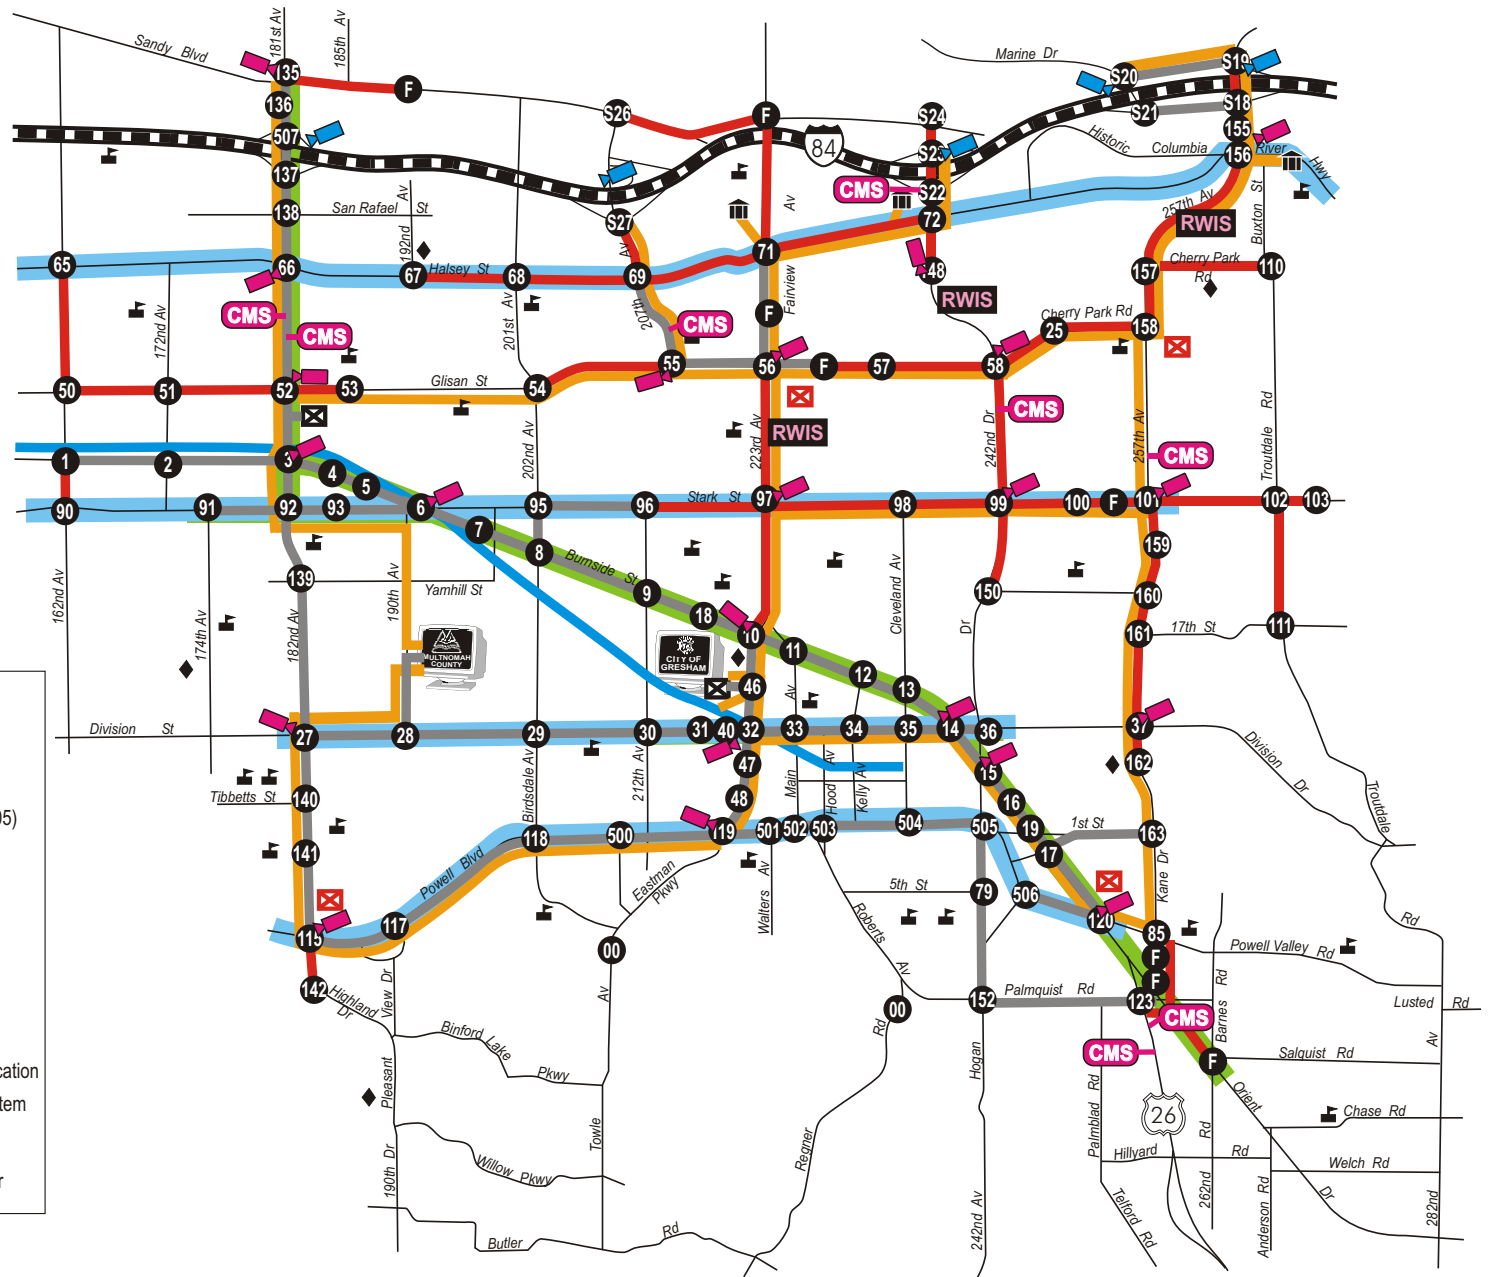 Sandy Blvd
181st Av
185th Av
Marine Dr
135
F
136
507
137
138
San Rafael St
192nd Av
S26
F
84
S24
S23
S22
72
CMS
S20
S19
S21
S18
155
156
Historic Columbia River Hwy
257th Av
RWIS
Buxton St
65
66
67
Halsey St
68
69
S27
207th Av
71
Fairview Av
F
148
RWIS
157
Cherry Park Rd
110
CMS
CMS
CMS
172nd Av
201st Av
Cherry Park Rd
25
158
50
51
52
53
Glisan St
54
55
56
F
57
58
CMS
RWIS
202nd Av
223rd Av
242nd Dr
257th Av
CMS
Troutdale Rd
1
2
3
4
5
6
90
91
92
93
95
96
Stark St
97
98
99
100
F
101
102
103
7
8
Burnside St
9
18
10
11
12
13
14
139
Yamhill St
162nd Av
174th Av
182nd Av
190th Av
MULTNOMAH COUNTY
CITY OF GRESHAM
46
Cleveland Av
150
Dr
159
160
161
17th St
111
Division St
27
28
29
30
31
40
32
33
34
35
36
37
Division Dr
Av
47
48
15
16
19
17
162
163
1st St
Tibbetts St
140
141
Birdsdale Av
212th Av
Main
Hood Av
Kelly Av
Kane Dr
Troutdale Rd
Powell Blvd
118
500
119
501
502
503
504
505
506
Eastman Pkwy
Walters Av
5th St
79
120
85
F
F
123
Roberts Av
115
117
142
Highland Dr
00
00
152
Palmquist Rd
CMS
CMS
F
Powell Valley Rd
Barnes Rd
Lusted Rd
Salquist Rd
Orient Dr
Chase Rd
Welch Rd
Hillyard Rd
26
Palmblad Rd
Telford Rd
262nd Rd
Anderson Rd
282nd Av
Hogan
242nd Av
Regner Rd
Towle Av
Pleasant View Dr
190th Dr
Binford Lake Pkwy
Willow Pkwy
Butler Rd
05)
cation
tem
r